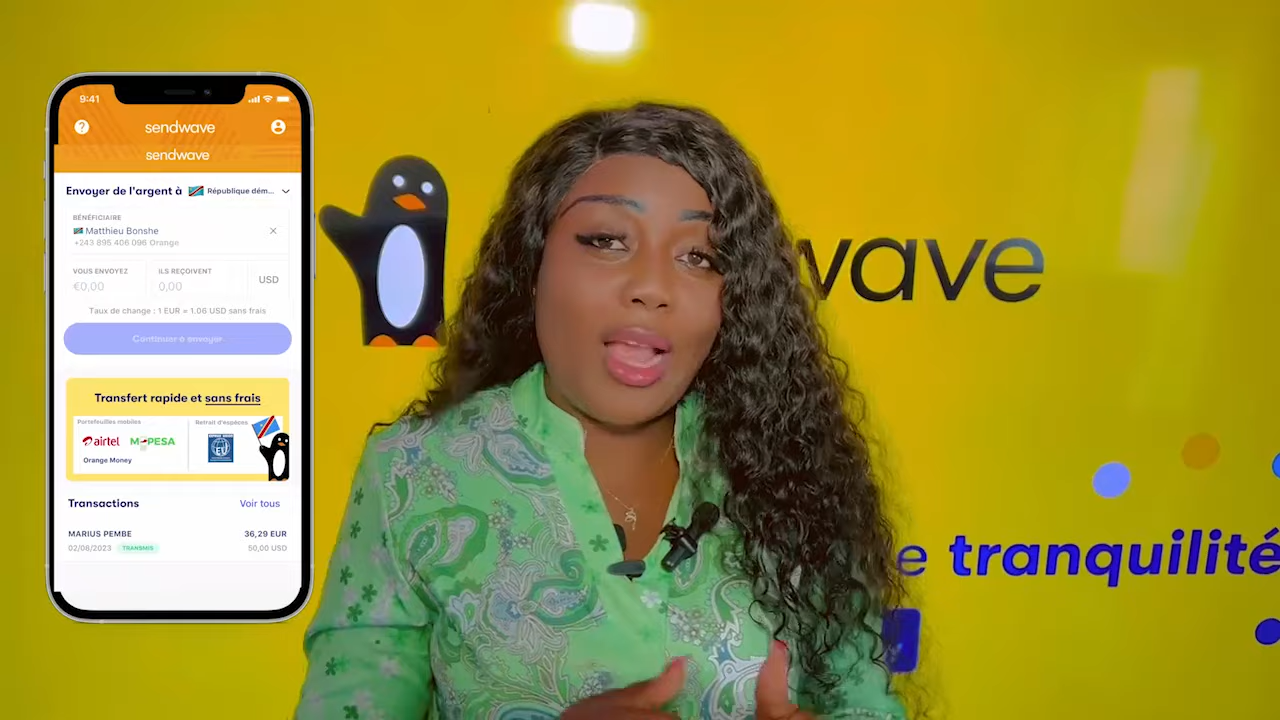 9:41
sendwave
sendwave
Envoyer de l'argent à République dém...
BÉNÉFICIAIRE
Matthieu Bonshe
+243 895 406 096 Orange
VOUS ENVOYEZ ILS REÇOIVENT USD
€0,00 0,00
Taux de change : 1 EUR = 1.06 USD sans frais
Continuer à envoyer
Transfert rapide et sans frais
Portefeuilles mobiles Retrait d'espèces
airtel M-PESA
Orange Money
Transactions Voir tous
MARIUS PEMBE 36,29 EUR
02/08/2023 TRANSMIS 50,00 USD
wave
e tranquilité